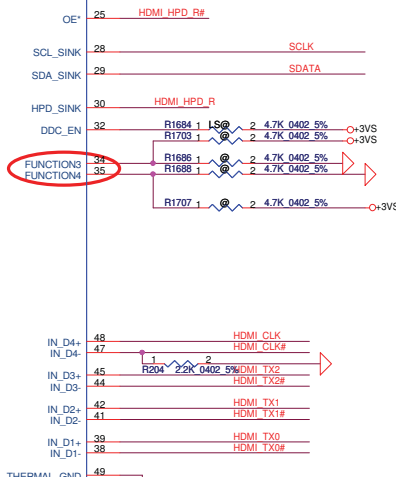 OE* 25 HDMI_HPD_R#
SCL_SINK 28 SCLK
SDA_SINK 29 SDATA
HPD_SINK 30 HDMI_HPD_R
DDC_EN 32 R1684 1 LS@ 2 4.7K_0402_5% +3VS
R1703 1 @ 2 4.7K_0402_5% +3VS
FUNCTION3 34 R1686 1 @ 2 4.7K_0402_5%
FUNCTION4 35 R1688 1 @ 2 4.7K_0402_5%
R1707 1 @ 2 4.7K_0402_5% +3VS
IN_D4+ 48 HDMI_CLK
IN_D4- 47 HDMI_CLK#
1 2
R204 2.2K_0402_5%
IN_D3+ 45 HDMI_TX2
IN_D3- 44 HDMI_TX2#
IN_D2+ 42 HDMI_TX1
IN_D2- 41 HDMI_TX1#
IN_D1+ 39 HDMI_TX0
IN_D1- 38 HDMI_TX0#
THERMAL_GND 49